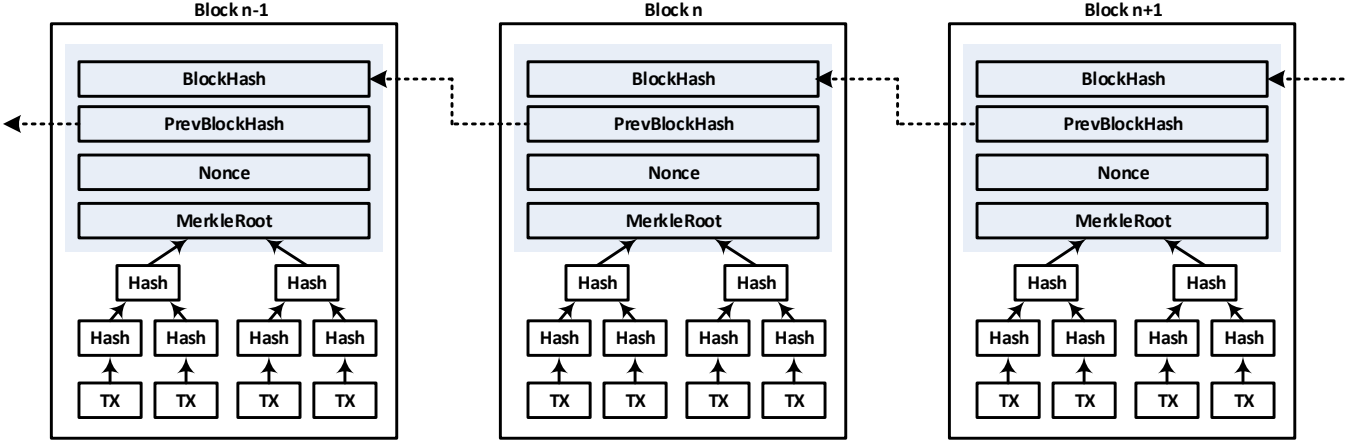 Block n-1 Block n Block n+1
BlockHash BlockHash BlockHash
PrevBlockHash PrevBlockHash PrevBlockHash
Nonce Nonce Nonce
MerkleRoot MerkleRoot MerkleRoot
Hash Hash Hash Hash Hash Hash
Hash Hash Hash Hash Hash Hash Hash Hash Hash Hash Hash Hash
TX TX TX TX TX TX TX TX TX TX TX TX